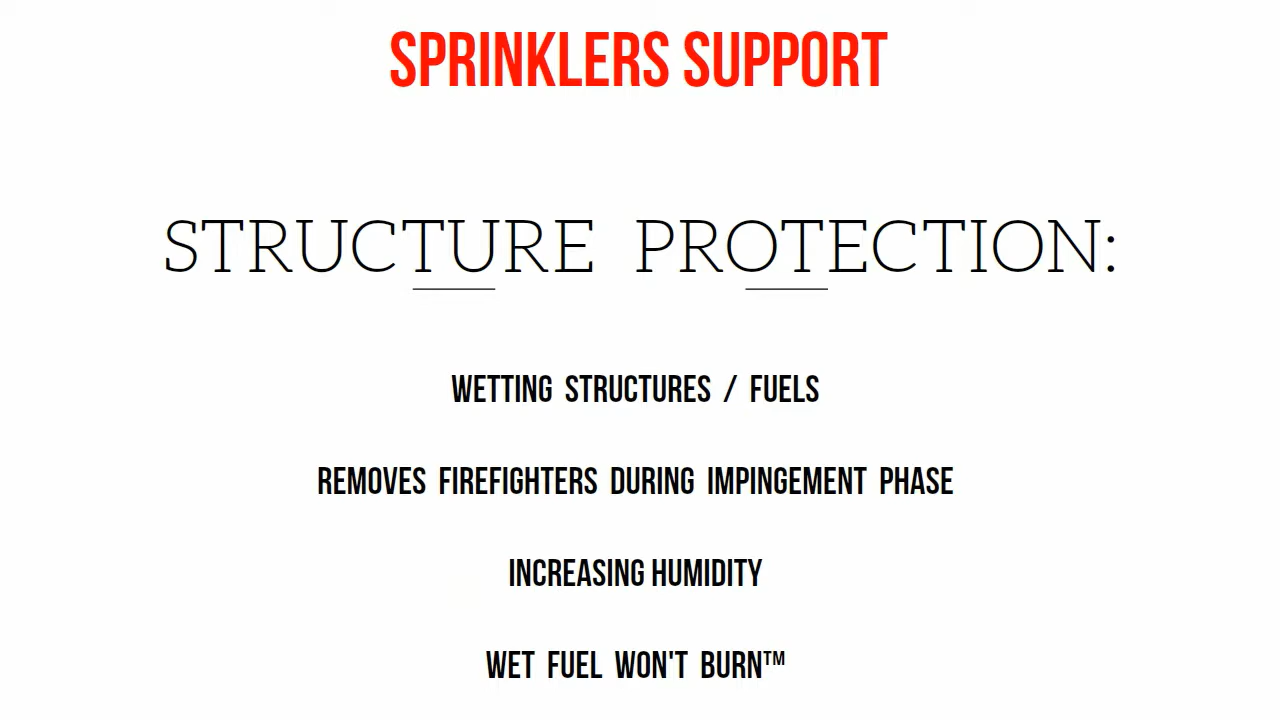 SPRINKLERS SUPPORT
STRUCTURE PROTECTION:
WETTING STRUCTURES / FUELS
REMOVES FIREFIGHTERS DURING IMPINGEMENT PHASE
INCREASING HUMIDITY
WET FUEL WON'T BURN™